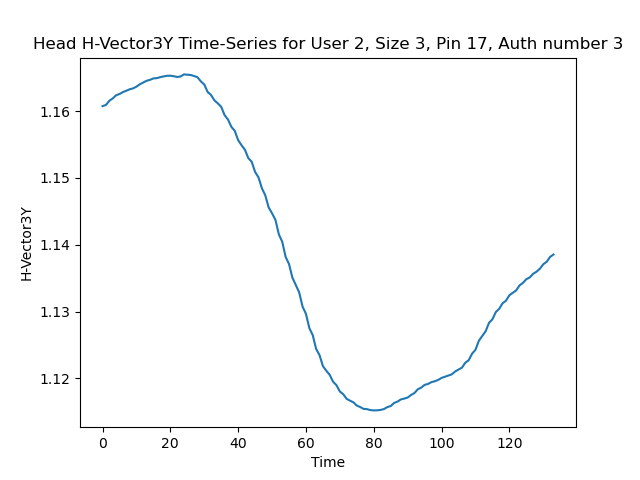 Head H-Vector3Y Time-Series for User 2, Size 3, Pin 17, Auth number 3
1.16
1.15
1.14
1.13
1.12
H-Vector3Y
0 20 40 60 80 100 120
Time